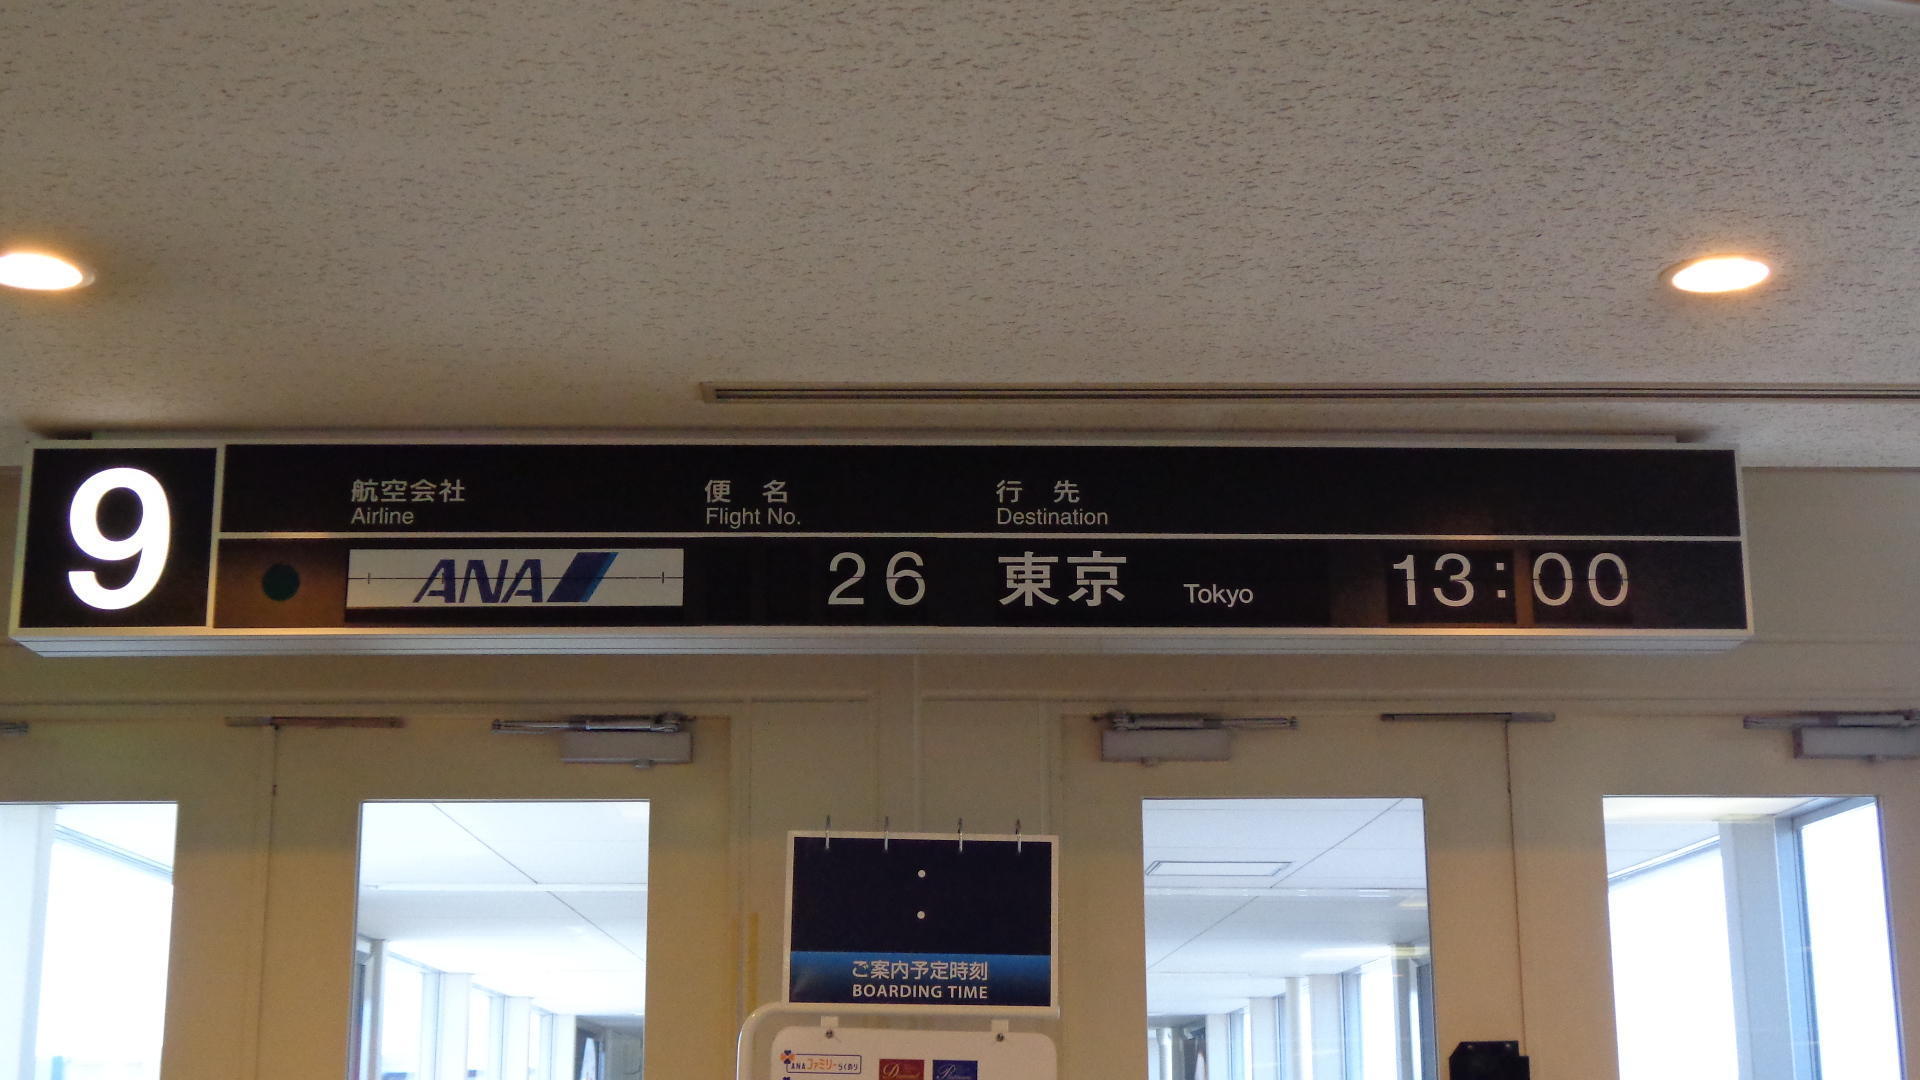 9
航空会社 便名 行先
Airline Flight No. Destination
ANA 26 東京 Tokyo 13:00
:
ご案内予定時刻
BOARDING TIME
ANAファミリーらくのり
Diamond Platinum